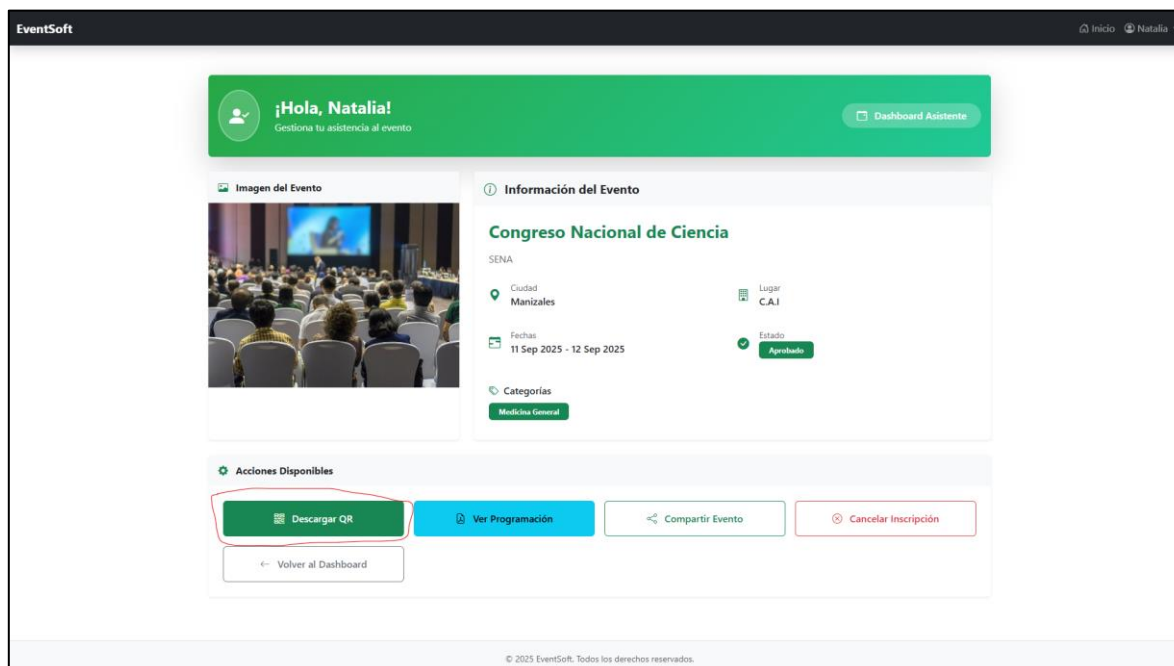 EventSoft
Inicio
Natalia
¡Hola, Natalia!
Gestiona tu asistencia al evento
Dashboard Asistente
Imagen del Evento
Información del Evento
Congreso Nacional de Ciencia
SENA
Ciudad
Manizales
Lugar
C.A.I
Fechas
11 Sep 2025 - 12 Sep 2025
Estado
Aprobado
Categorías
Medicina General
Acciones Disponibles
Descargar QR
Ver Programación
Compartir Evento
Cancelar Inscripción
← Volver al Dashboard
© 2025 EventSoft. Todos los derechos reservados.